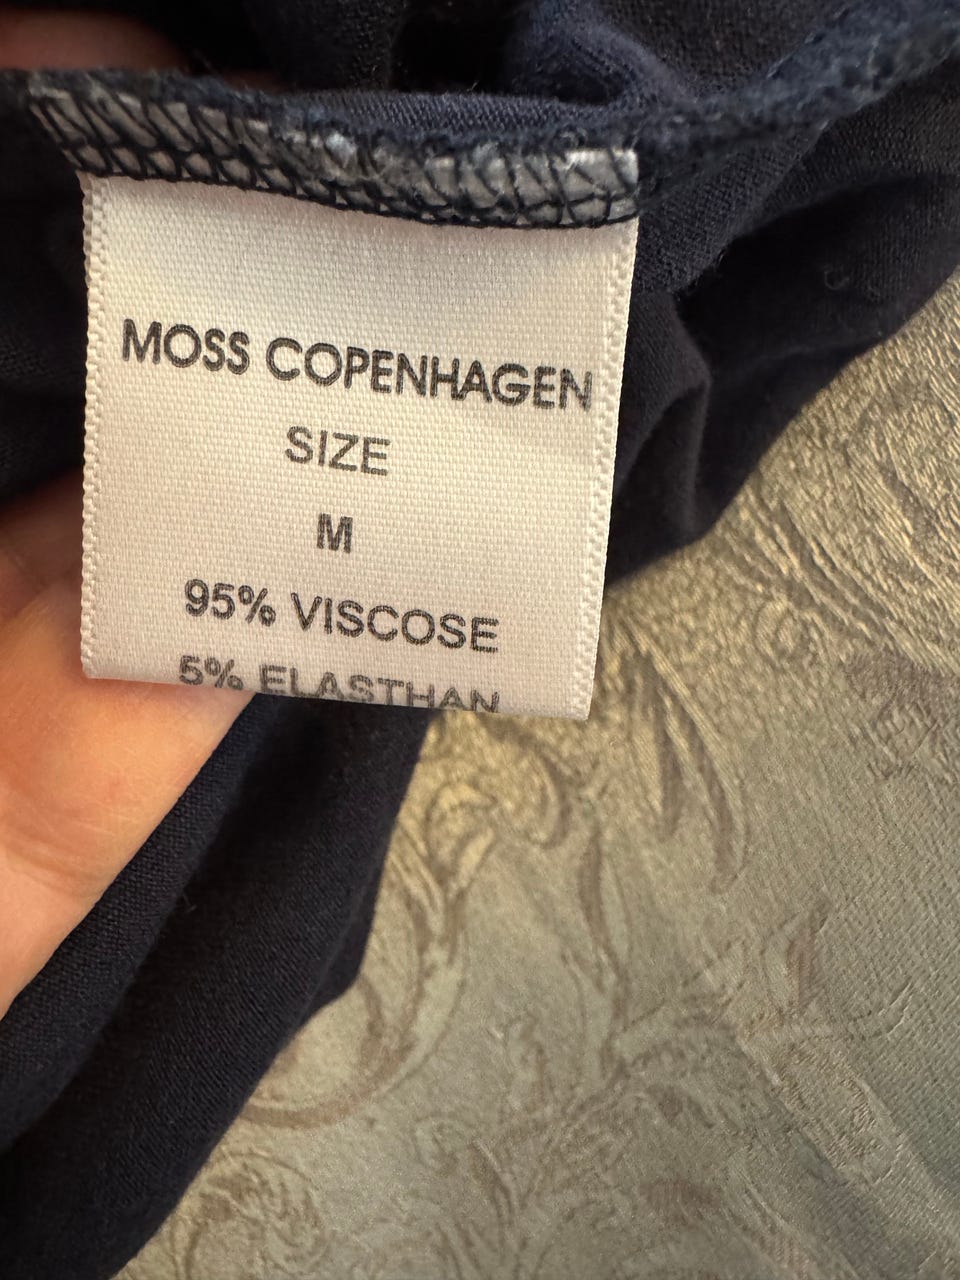 MOSS COPENHAGEN
SIZE
M
95% VISCOSE
5% ELASTHAN